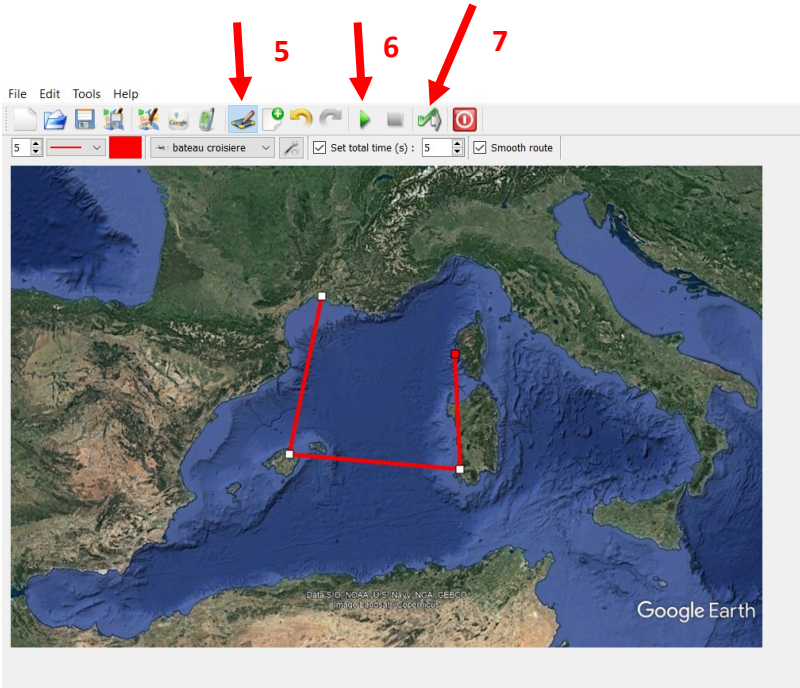 5
6
7
File Edit Tools Help
5 bateau croisiere Set total time (s) : 5 Smooth route
Data SIO, NOAA, U.S. Navy, NGA, GEBCO
Image Landsat / Copernicus
Google Earth